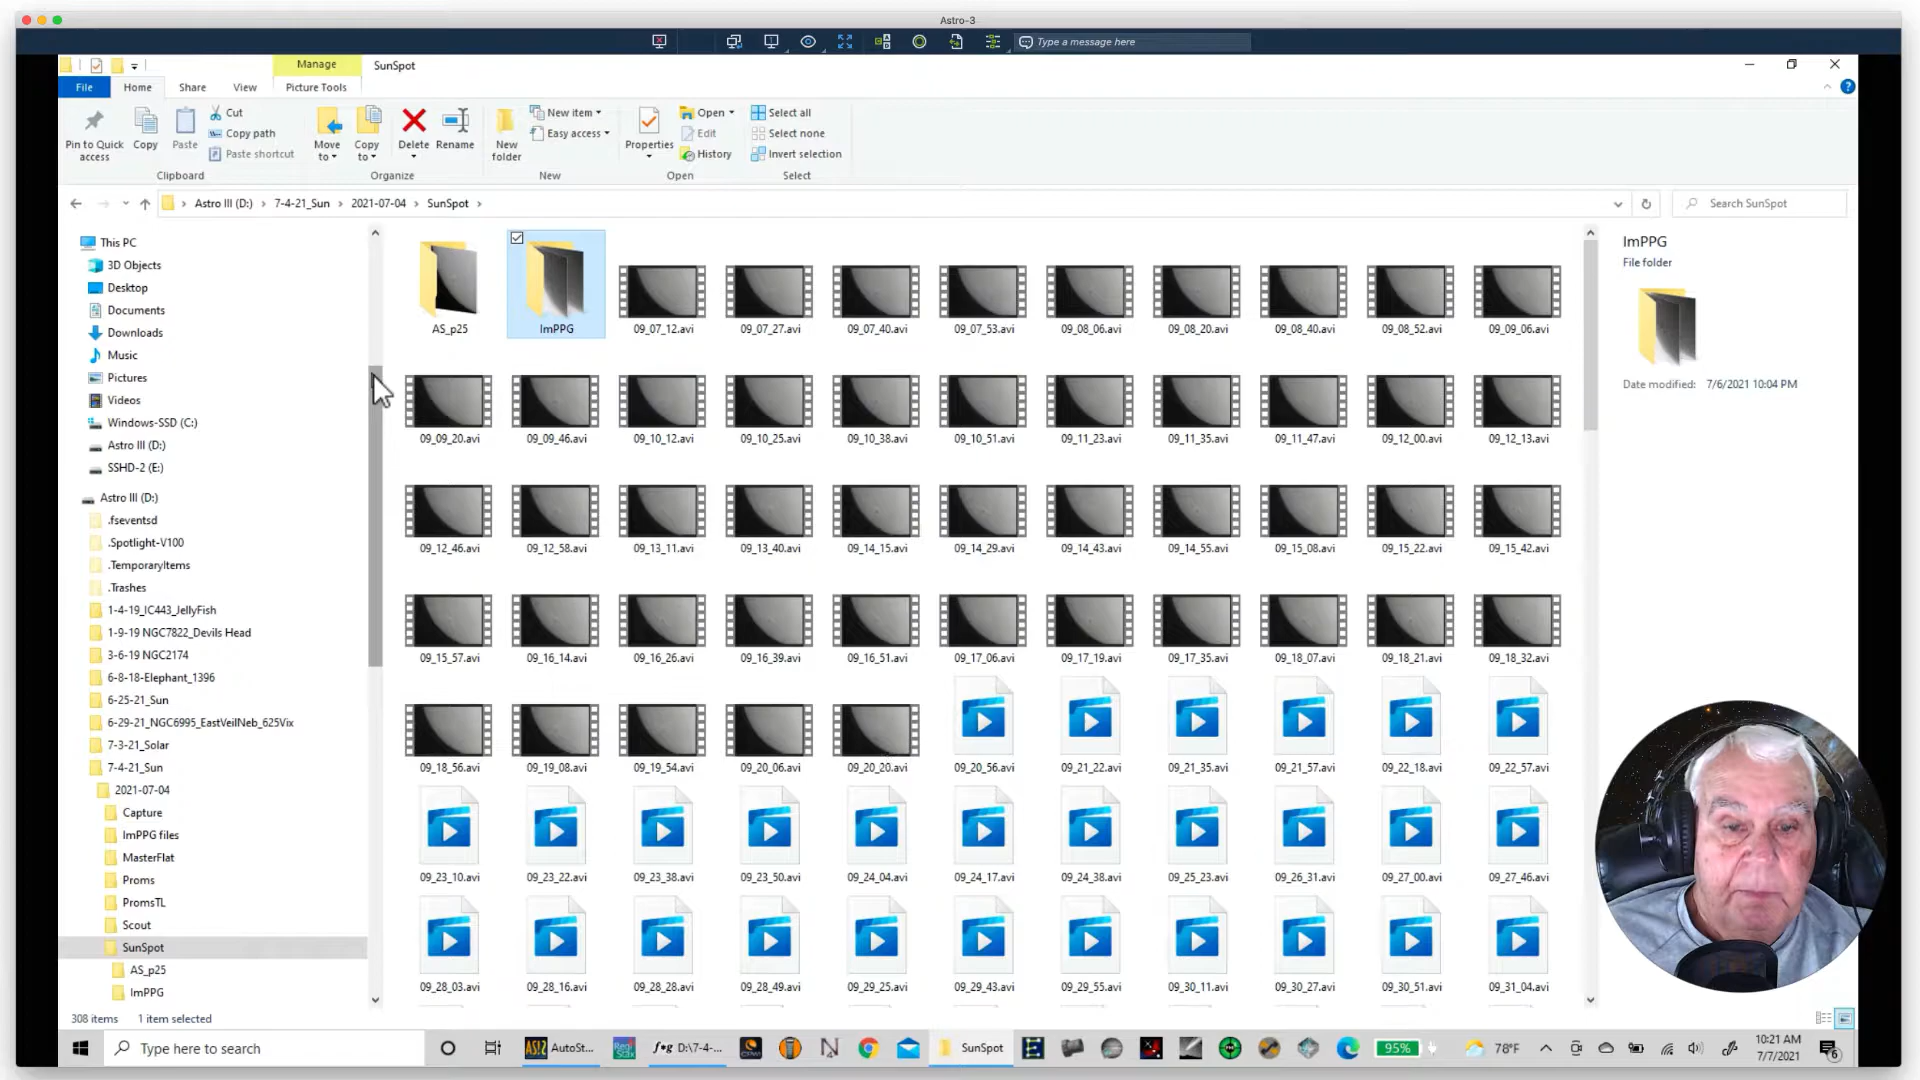 Astro-3
Type a message here
Manage
SunSpot
File
Home
Share
View
Picture Tools
Pin to Quick access
Copy
Paste
Cut
Copy path
Paste shortcut
Clipboard
Move to
Copy to
Delete
Rename
Organize
New folder
New item
Easy access
New
Properties
Open
Edit
History
Open
Select all
Select none
Invert selection
Select
Astro III (D:) › 7-4-21_Sun › 2021-07-04 › SunSpot ›
Search SunSpot
This PC
3D Objects
Desktop
Documents
Downloads
Music
Pictures
Videos
Windows-SSD (C:)
Astro III (D:)
SSHD-2 (E:)
Astro III (D:)
.fseventsd
.Spotlight-V100
.TemporaryItems
.Trashes
1-4-19_IC443_JellyFish
1-9-19 NGC7822_Devils Head
3-6-19 NGC2174
6-8-18-Elephant_1396
6-25-21_Sun
6-29-21_NGC6995_EastVeilNeb_625Vix
7-3-21_Solar
7-4-21_Sun
2021-07-04
Capture
ImPPG files
MasterFlat
Proms
PromsTL
Scout
SunSpot
AS_p25
ImPPG
AS_p25 ImPPG 09_07_12.avi 09_07_27.avi 09_07_40.avi 09_07_53.avi 09_08_06.avi 09_08_20.avi 09_08_40.avi 09_08_52.avi 09_09_06.avi
09_09_20.avi 09_09_46.avi 09_10_12.avi 09_10_25.avi 09_10_38.avi 09_10_51.avi 09_11_23.avi 09_11_35.avi 09_11_47.avi 09_12_00.avi 09_12_13.avi
09_12_46.avi 09_12_58.avi 09_13_11.avi 09_13_40.avi 09_14_15.avi 09_14_29.avi 09_14_43.avi 09_14_55.avi 09_15_08.avi 09_15_22.avi 09_15_42.avi
09_15_57.avi 09_16_14.avi 09_16_26.avi 09_16_39.avi 09_16_51.avi 09_17_06.avi 09_17_19.avi 09_17_35.avi 09_18_07.avi 09_18_21.avi 09_18_32.avi
09_18_56.avi 09_19_08.avi 09_19_54.avi 09_20_06.avi 09_20_20.avi 09_20_56.avi 09_21_22.avi 09_21_35.avi 09_21_57.avi 09_22_18.avi 09_22_57.avi
09_23_10.avi 09_23_22.avi 09_23_38.avi 09_23_50.avi 09_24_04.avi 09_24_17.avi 09_24_38.avi 09_25_23.avi 09_26_31.avi 09_27_00.avi 09_27_46.avi
09_28_03.avi 09_28_16.avi 09_28_28.avi 09_28_49.avi 09_29_25.avi 09_29_43.avi 09_29_55.avi 09_30_11.avi 09_30_27.avi 09_30_51.avi 09_31_04.avi
ImPPG
File folder
Date modified: 7/6/2021 10:04 PM
308 items 1 item selected
Type here to search
AS!2
AutoSt...
D:\7-4-...
SunSpot
95%
78°F
10:21 AM
7/7/2021
6